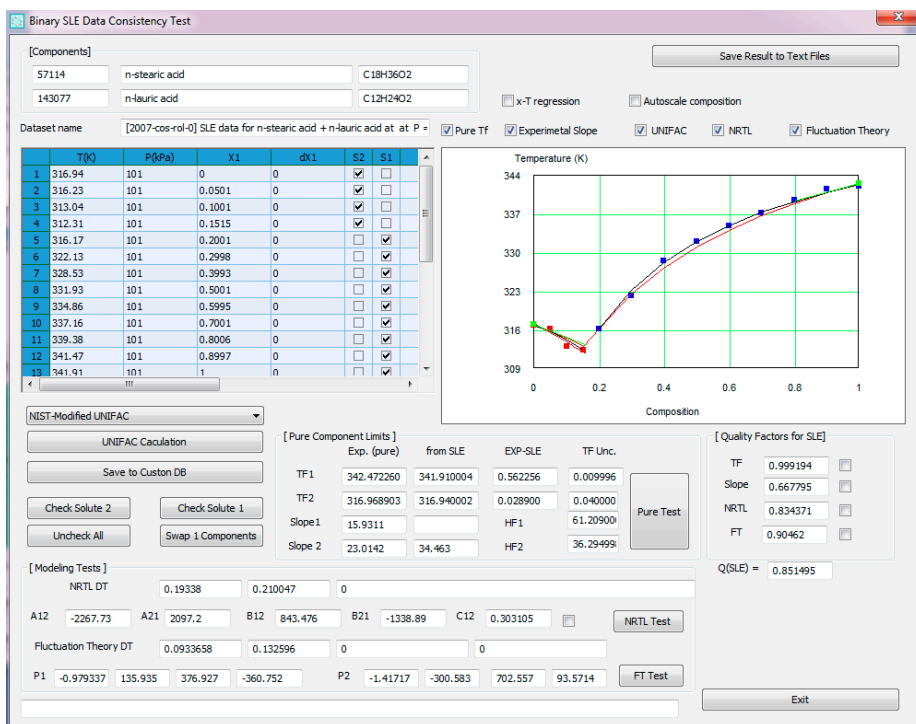 Binary SLE Data Consistency Test
[Components]
57114 n-stearic acid C18H36O2
143077 n-lauric acid C12H24O2
Save Result to Text Files
x-T regression Autoscale composition
Dataset name [2007-cos-rol-0] SLE data for n-stearic acid + n-lauric acid at at P =
Pure Tf Experimetal Slope UNIFAC NRTL Fluctuation Theory
T(K) P(kPa) X1 dX1 S2 S1
1 316.94 101 0 0
2 316.23 101 0.0501 0
3 313.04 101 0.1001 0
4 312.31 101 0.1515 0
5 316.17 101 0.2001 0
6 322.13 101 0.2998 0
7 328.53 101 0.3993 0
8 331.93 101 0.5001 0
9 334.86 101 0.5995 0
10 337.16 101 0.7001 0
11 339.38 101 0.8006 0
12 341.47 101 0.8997 0
13 341.91 101 1 0
Temperature (K)
344
337
330
323
316
309
0 0.2 0.4 0.6 0.8 1
Composition
NIST-Modified UNIFAC
UNIFAC Caculation
Save to Custon DB
Check Solute 2 Check Solute 1
Uncheck All Swap 1 Components
[ Pure Component Limits ]
Exp. (pure) from SLE EXP-SLE TF Unc.
TF1 342.472260 341.910004 0.562256 0.009996
TF2 316.968903 316.940002 0.028900 0.040000
Slope1 15.9311 HF1 61.20900
Slope 2 23.0142 34.463 HF2 36.29499
Pure Test
[ Quality Factors for SLE]
TF 0.999194
Slope 0.667795
NRTL 0.834371
FT 0.90462
Q(SLE) = 0.851495
[ Modeling Tests ]
NRTL DT 0.19338 0.210047 0
A12 -2267.73 A21 2097.2 B12 843.476 B21 -1338.89 C12 0.303105 NRTL Test
Fluctuation Theory DT 0.0933658 0.132596 0 0
P1 -0.979337 135.935 376.927 -360.752 P2 -1.41717 -300.583 702.557 93.5714 FT Test
Exit